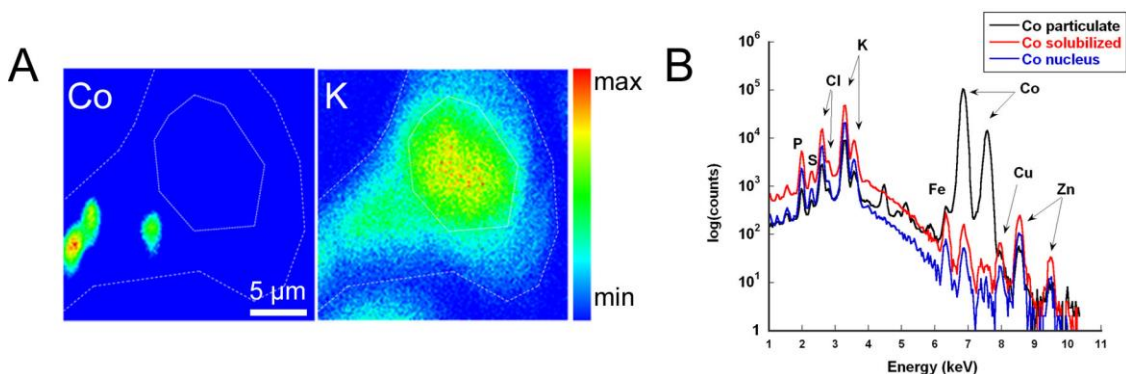 A
Co
5 μm
K
max
min
B
Co particulate
Co solubilized
Co nucleus
log(counts)
10⁶
10⁵
10⁴
10³
10²
10¹
1
P
S
Cl
K
Fe
Co
Cu
Zn
1 2 3 4 5 6 7 8 9 10 11
Energy (keV)